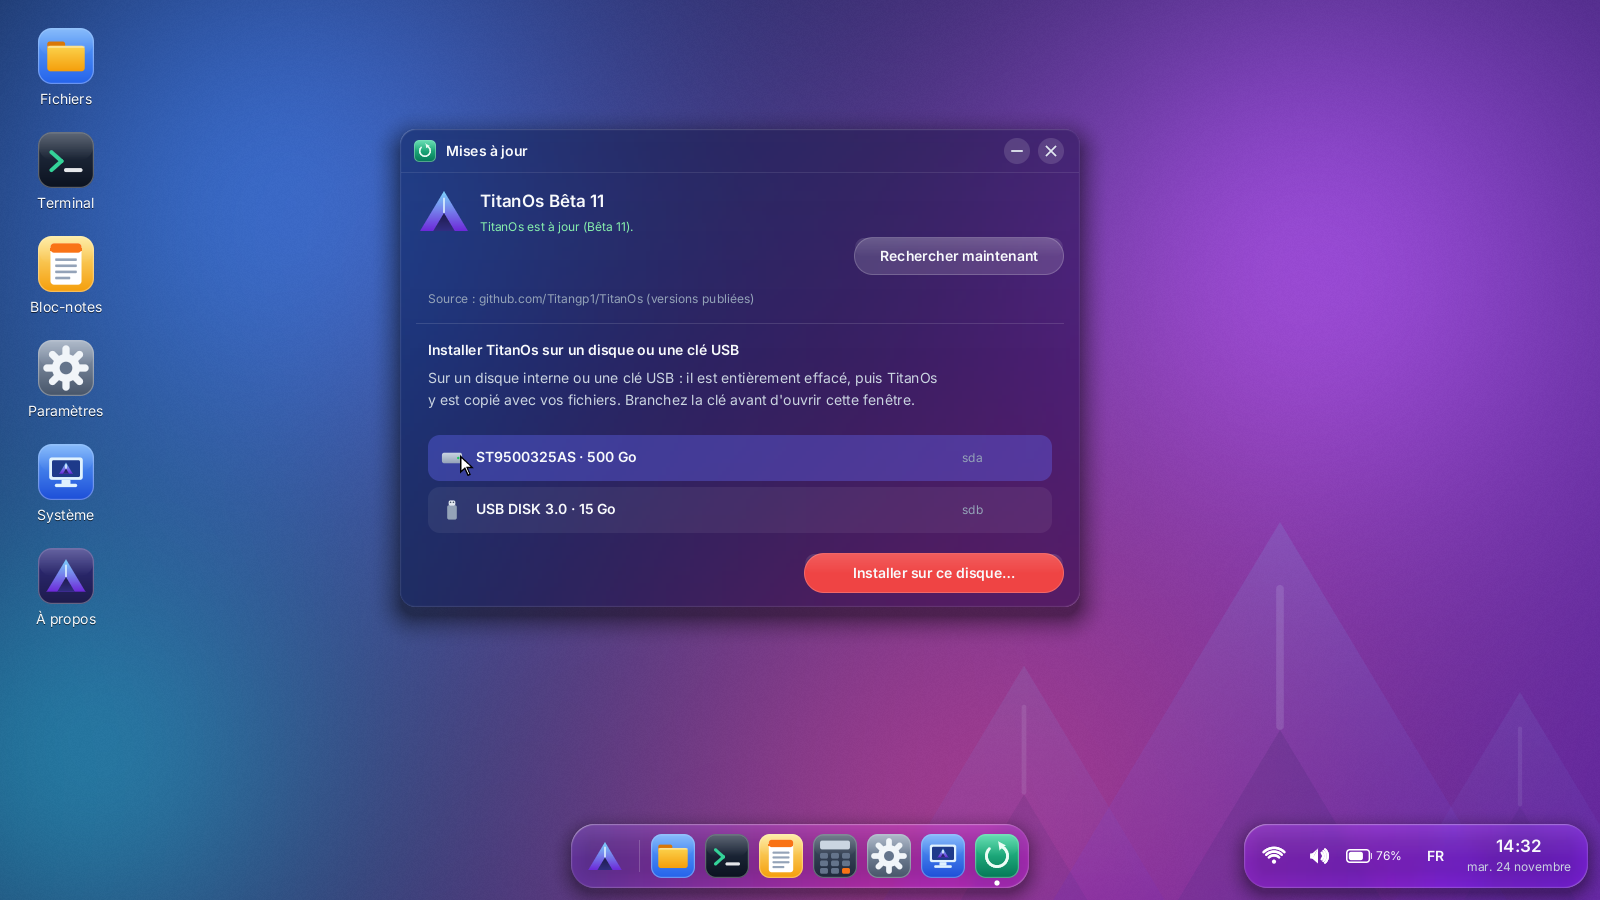 Fichiers
Terminal
Bloc-notes
Paramètres
Système
À propos
Mises à jour
TitanOs Bêta 11
TitanOs est à jour (Bêta 11).
Rechercher maintenant
Source : github.com/Titangp1/TitanOs (versions publiées)
Installer TitanOs sur un disque ou une clé USB
Sur un disque interne ou une clé USB : il est entièrement effacé, puis TitanOs
y est copié avec vos fichiers. Branchez la clé avant d'ouvrir cette fenêtre.
ST9500325AS · 500 Go sda
USB DISK 3.0 · 15 Go sdb
Installer sur ce disque...
76% FR 14:32
mar. 24 novembre